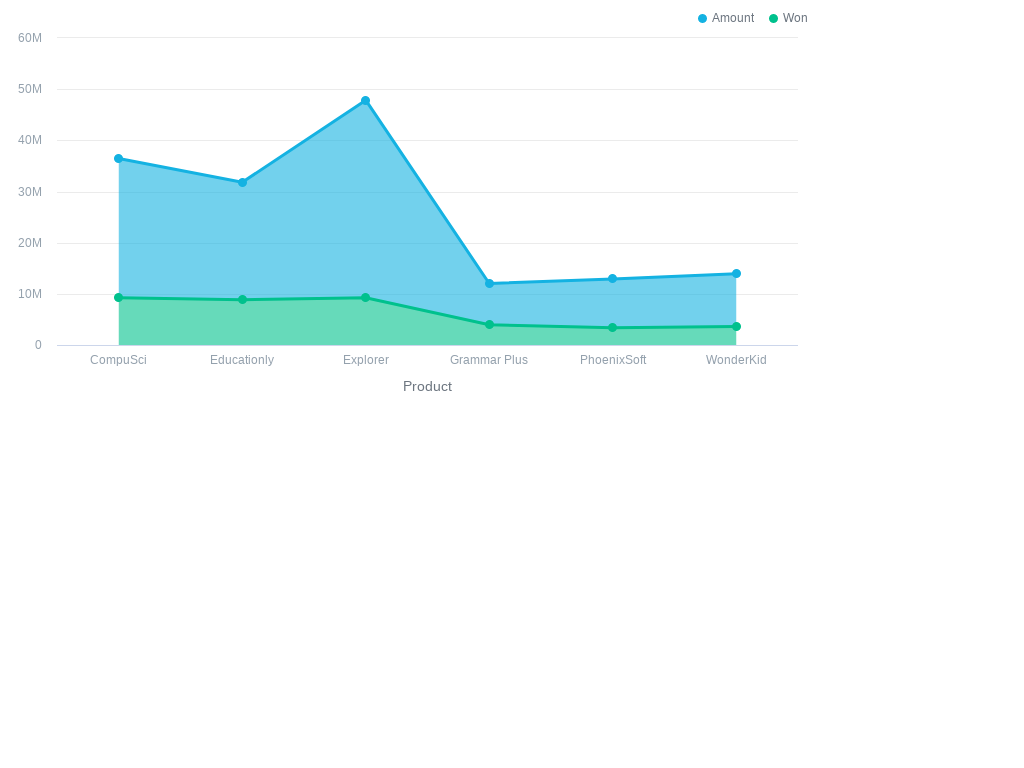 Amount Won
60M
50M
40M
30M
20M
10M
0
CompuSci Educationly Explorer Grammar Plus PhoenixSoft WonderKid
Product